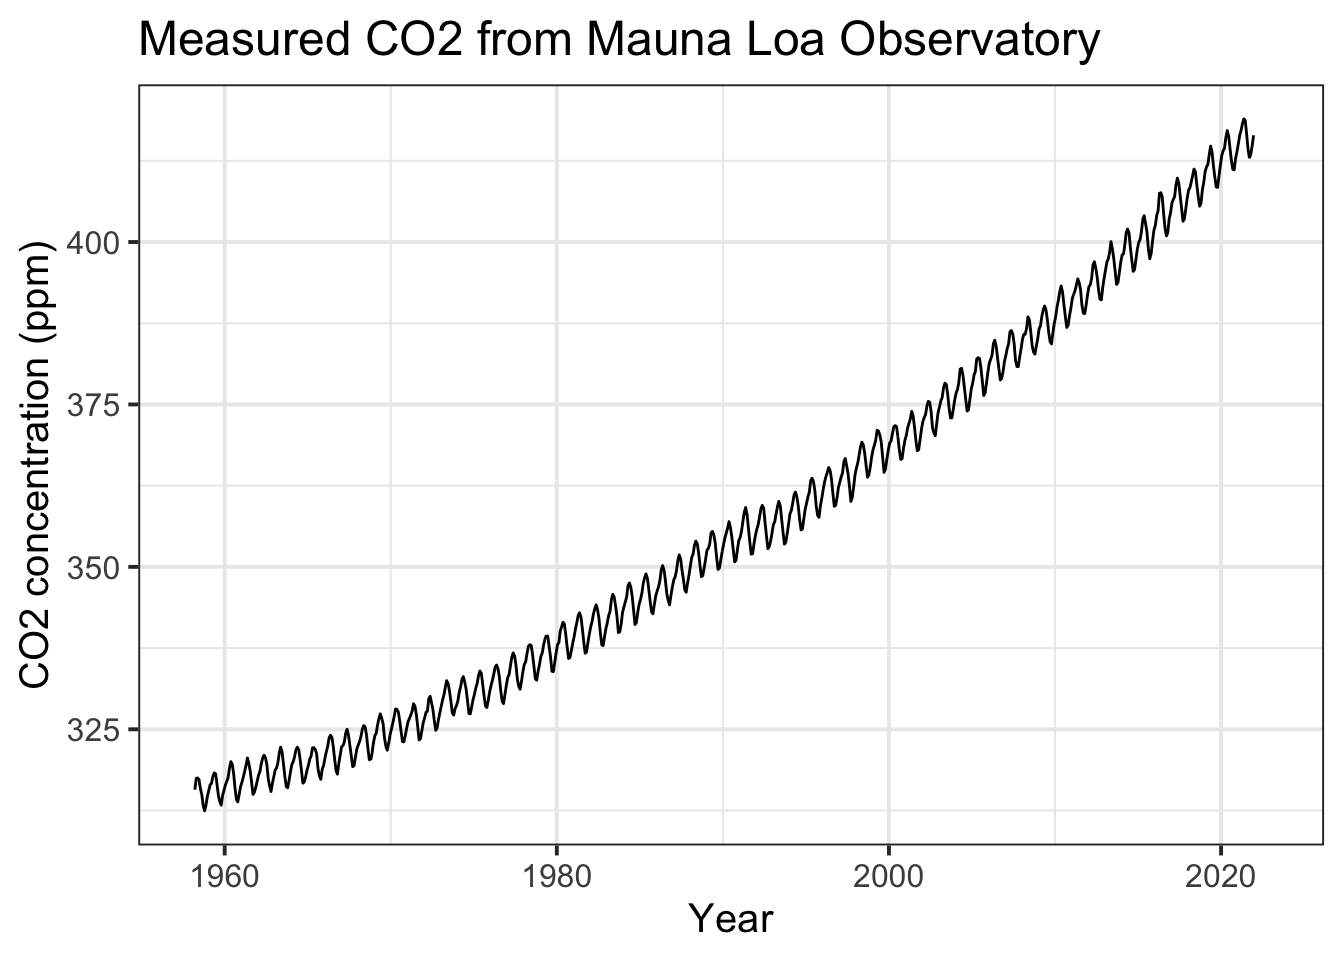 Measured CO2 from Mauna Loa Observatory
CO2 concentration (ppm)
400
375
350
325
1960 1980 2000 2020
Year